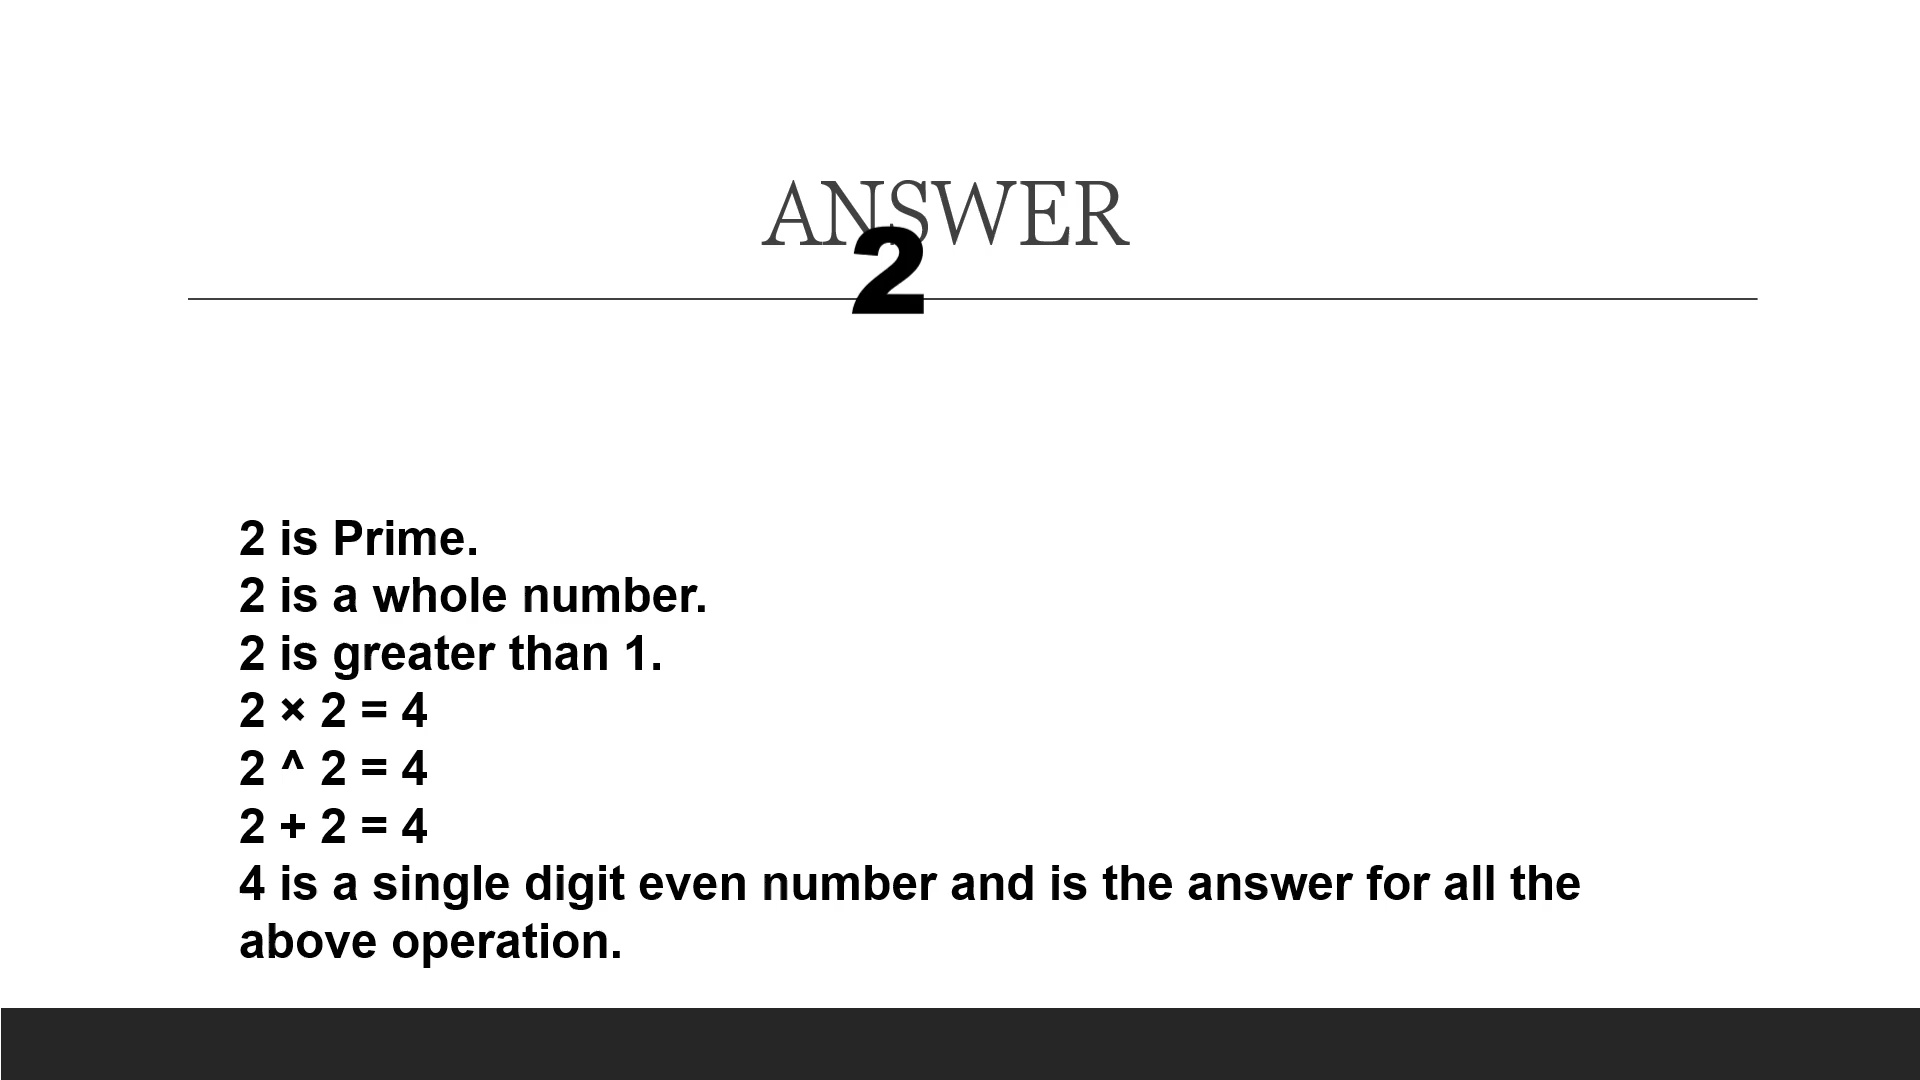 ANSWER
2
2 is Prime.
2 is a whole number.
2 is greater than 1.
2 × 2 = 4
2 ^ 2 = 4
2 + 2 = 4
4 is a single digit even number and is the answer for all the
above operation.